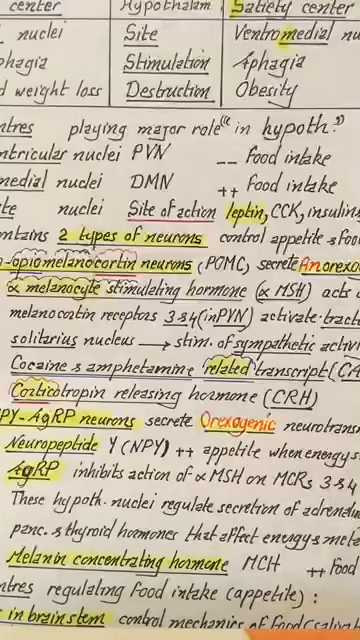 center Hypothalam. Satiety center
nuclei Site Ventromedial nu
phagia Stimulation Aphagia
d weight loss Destruction Obesity
ntres playing major role in hypoth.
ntricular nuclei PVN -- food intake
medial nuclei DMN ++ food intake
te nuclei Site of action leptin, CCK, insulin
ntains 2 types of neurons control appetite & foo
-opiomelanocortin neurons (POMC) secrete Anorexo
α melanocyte stimulating hormone (α MSH) acts o
melanocortin receptors 3 & 4 (in PVN) activate tract
solitarius nucleus → stim. of sympathetic activi
Cocaine & amphetamine related transcript (CA
Corticotropin releasing hormone (CRH)
PY-AgRP neurons secrete Orexogenic neurotrans
Neuropeptide Y (NPY) ++ appetite when energy s
AgRP inhibits action of α MSH on MCRs 3 & 4
These hypoth. nuclei regulate secretion of adrenal
panc. & thyroid hormones that affect energy & meta
Melanin concentrating hormone MCH ++ food
ntres regulating food intake (appetite) :
in brainstem control mechanics of food (saliva